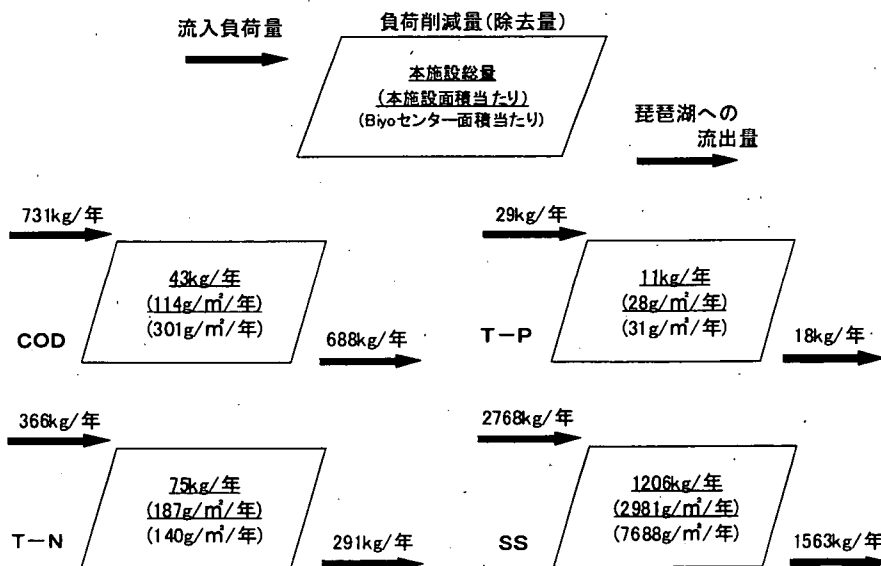 流入負荷量
負荷削減量(除去量)
本施設総量
(本施設面積当たり)
(Biyoセンター面積当たり)
琵琶湖への
流出量
731kg/年
43kg/年
(114g/㎡/年)
(301g/㎡/年)
COD
688kg/年
29kg/年
11kg/年
(28g/㎡/年)
(31g/㎡/年)
T-P
18kg/年
366kg/年
75kg/年
(187g/㎡/年)
(140g/㎡/年)
T-N
291kg/年
2768kg/年
1206kg/年
(2981g/㎡/年)
(7688g/㎡/年)
SS
1563kg/年